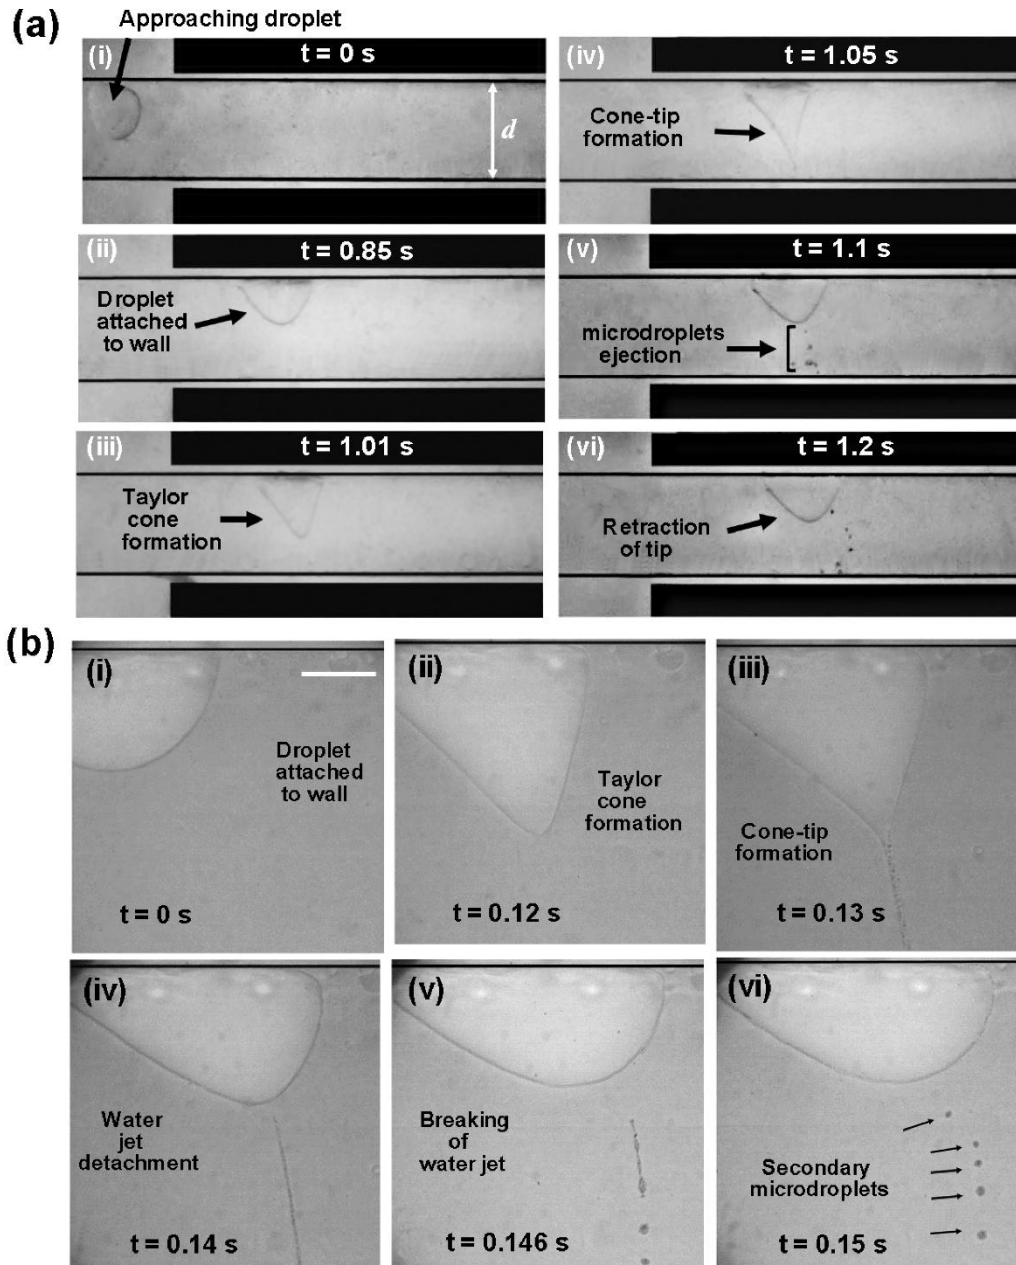 (a)
Approaching droplet
(i)
t = 0 s
d
(ii)
t = 0.85 s
Droplet
attached
to wall
(iii)
t = 1.01 s
Taylor
cone
formation
(iv)
t = 1.05 s
Cone-tip
formation
(v)
t = 1.1 s
microdroplets
ejection
(vi)
t = 1.2 s
Retraction
of tip
(b)
(i)
Droplet
attached
to wall
t = 0 s
(ii)
Taylor
cone
formation
t = 0.12 s
(iii)
Cone-tip
formation
t = 0.13 s
(iv)
Water
jet
detachment
t = 0.14 s
(v)
Breaking
of
water jet
t = 0.146 s
(vi)
Secondary
microdroplets
t = 0.15 s